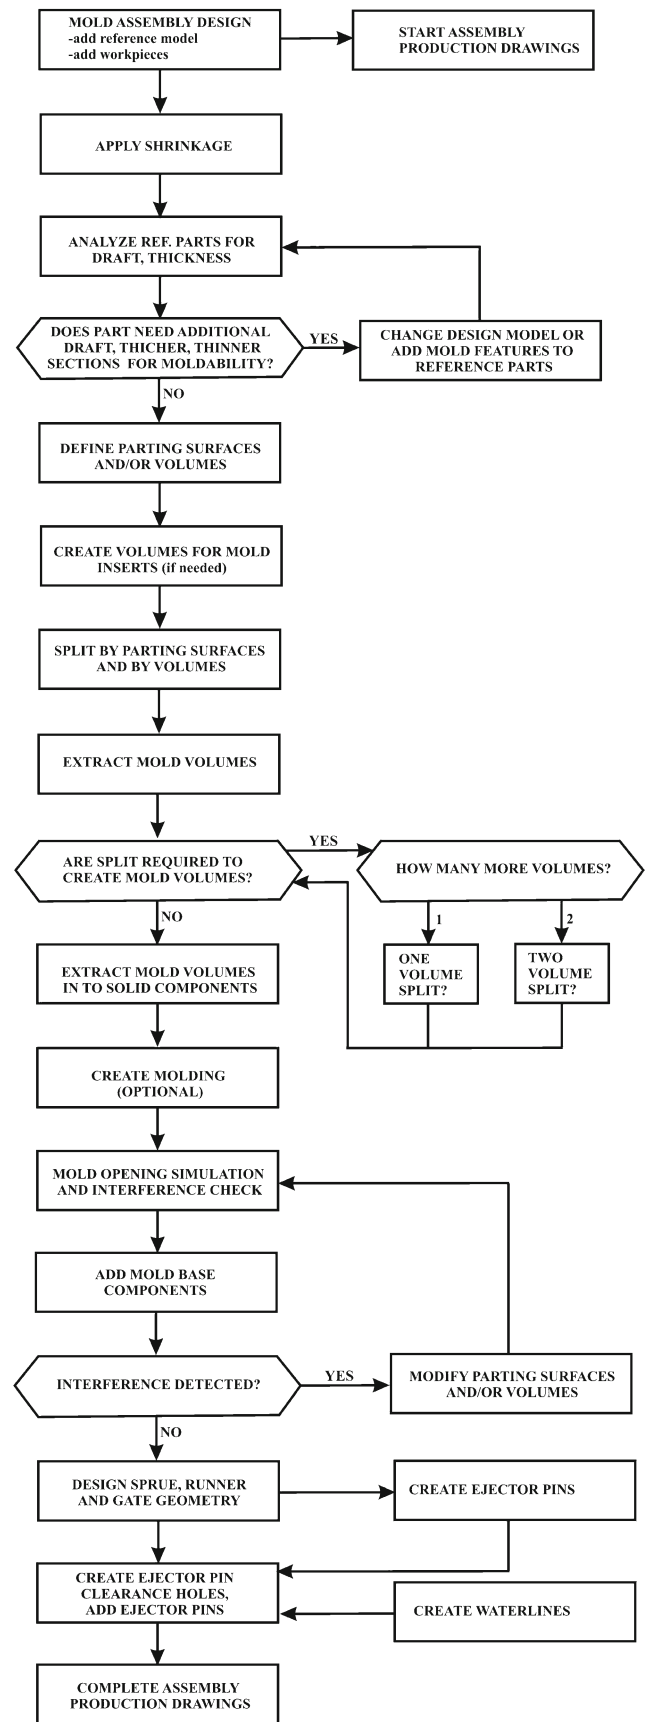 MOLD ASSEMBLY DESIGN
-add reference model
-add workpieces
START ASSEMBLY
PRODUCTION DRAWINGS
APPLY SHRINKAGE
ANALYZE REF. PARTS FOR
DRAFT, THICKNESS
DOES PART NEED ADDITIONAL
DRAFT, THICHER, THINNER
SECTIONS FOR MOLDABILITY?
YES
CHANGE DESIGN MODEL OR
ADD MOLD FEATURES TO
REFERENCE PARTS
NO
DEFINE PARTING SURFACES
AND/OR VOLUMES
CREATE VOLUMES FOR MOLD
INSERTS (if needed)
SPLIT BY PARTING SURFACES
AND BY VOLUMES
EXTRACT MOLD VOLUMES
ARE SPLIT REQUIRED TO
CREATE MOLD VOLUMES?
YES
HOW MANY MORE VOLUMES?
NO
1
2
EXTRACT MOLD VOLUMES
IN TO SOLID COMPONENTS
ONE
VOLUME
SPLIT?
TWO
VOLUME
SPLIT?
CREATE MOLDING
(OPTIONAL)
MOLD OPENING SIMULATION
AND INTERFERENCE CHECK
ADD MOLD BASE
COMPONENTS
INTERFERENCE DETECTED?
YES
MODIFY PARTING SURFACES
AND/OR VOLUMES
NO
DESIGN SPRUE, RUNNER
AND GATE GEOMETRY
CREATE EJECTOR PINS
CREATE EJECTOR PIN
CLEARANCE HOLES,
ADD EJECTOR PINS
CREATE WATERLINES
COMPLETE ASSEMBLY
PRODUCTION DRAWINGS